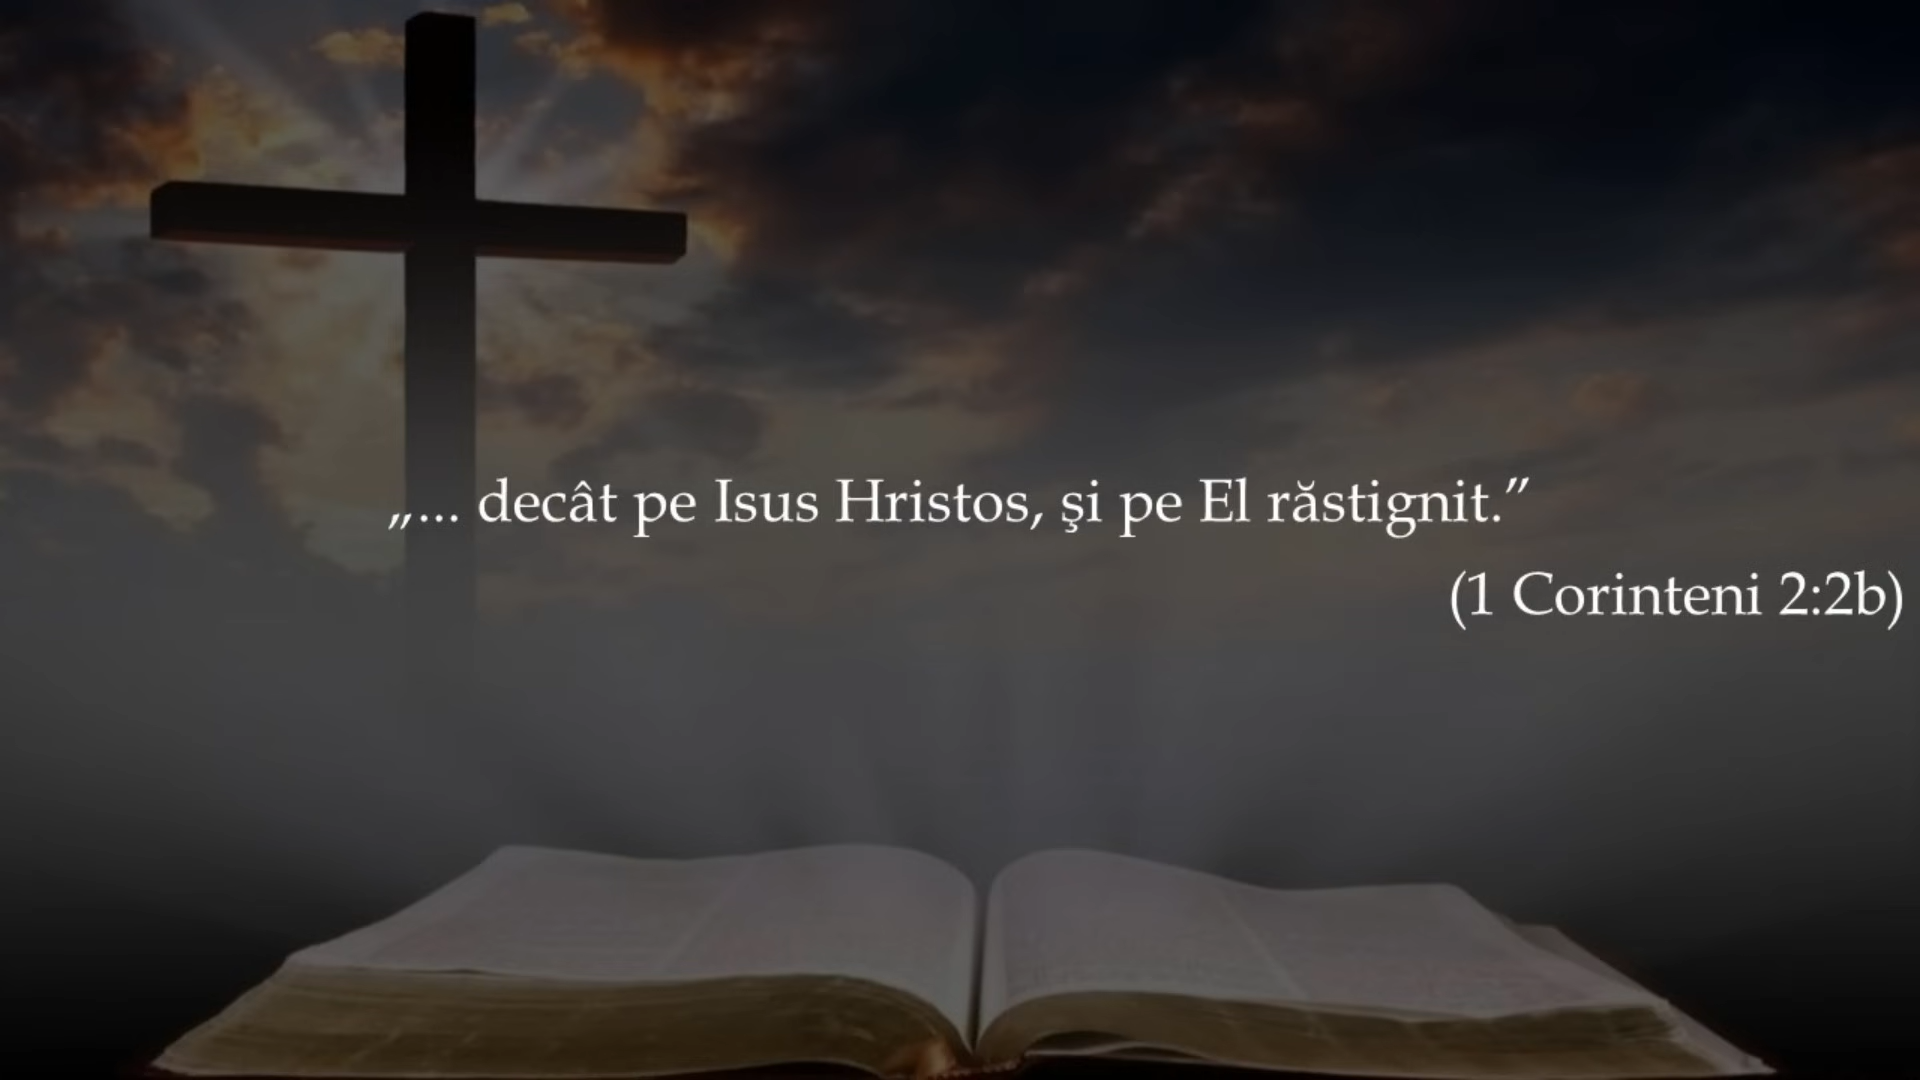 „... decât pe Isus Hristos, şi pe El răstignit.”
(1 Corinteni 2:2b)